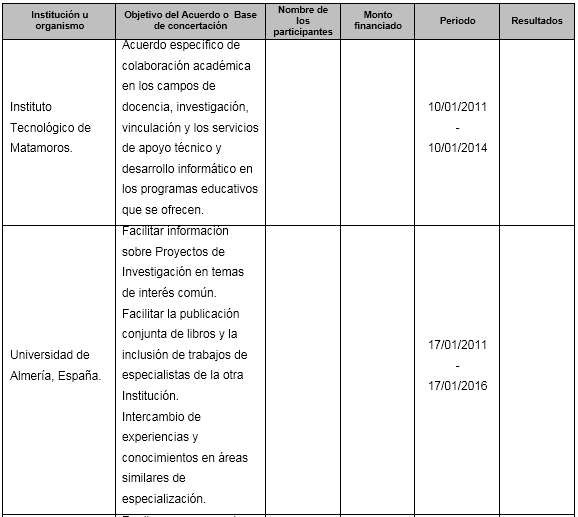 Institución u
organismo
Objetivo del Acuerdo o Base
de concertación
Nombre de
los
participantes
Monto
financiado
Periodo
Resultados
Instituto
Tecnológico de
Matamoros.
Acuerdo específico de
colaboración académica
en los campos de
docencia, investigación,
vinculación y los servicios
de apoyo técnico y
desarrollo informático en
los programas educativos
que se ofrecen.
10/01/2011
-
10/01/2014
Universidad de
Almería, España.
Facilitar información
sobre Proyectos de
Investigación en temas
de interés común.
Facilitar la publicación
conjunta de libros y la
inclusión de trabajos de
especialistas de la otra
Institución.
Intercambio de
experiencias y
conocimientos en áreas
similares de
especialización.
17/01/2011
-
17/01/2016